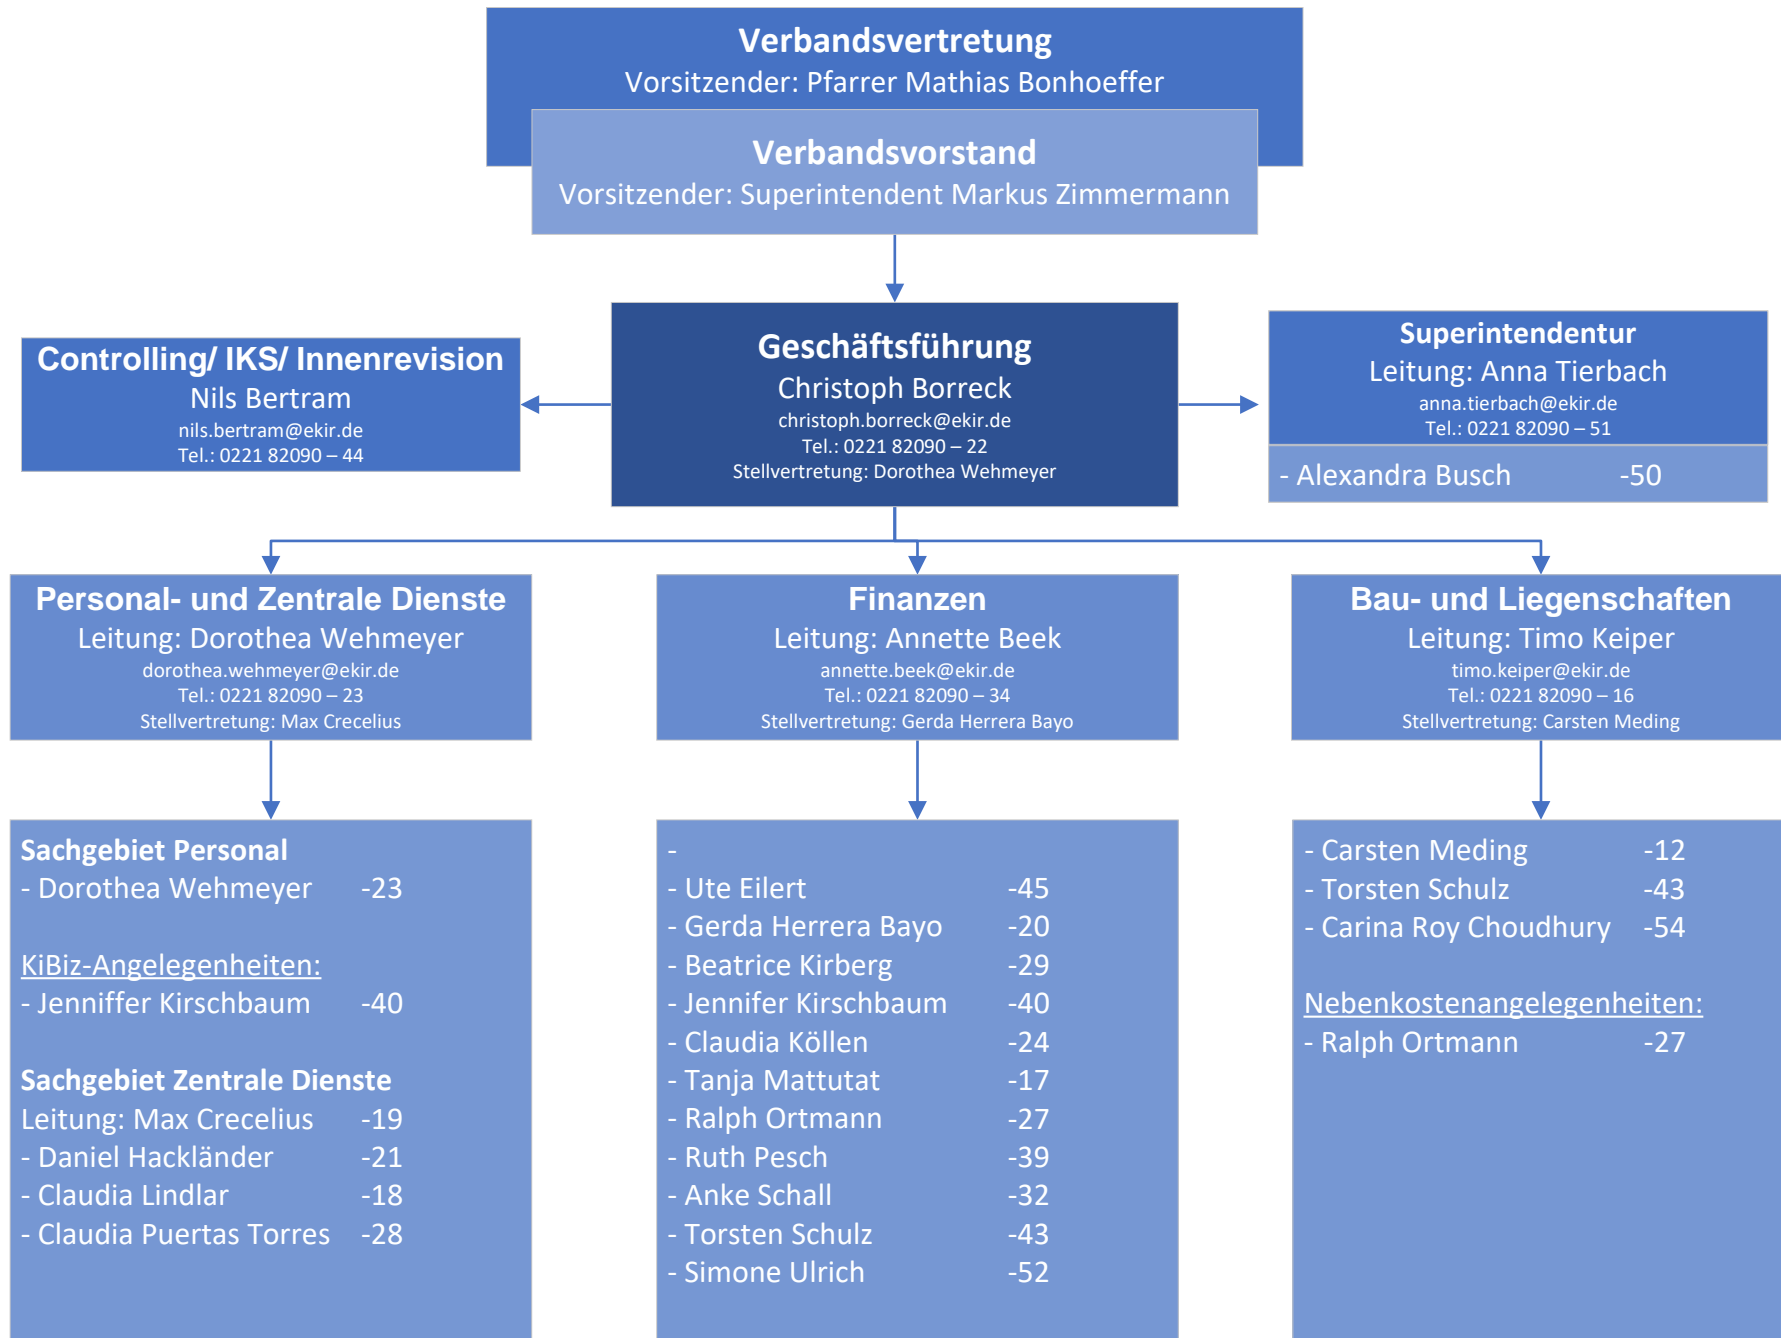 Verbandsvertretung
Vorsitzender: Pfarrer Mathias Bonhoeffer
Verbandsvorstand
Vorsitzender: Superintendent Markus Zimmermann
Controlling/ IKS/ Innenrevision
Nils Bertram
nils.bertram@ekir.de
Tel.: 0221 82090 – 44
Geschäftsführung
Christoph Borreck
christoph.borreck@ekir.de
Tel.: 0221 82090 – 22
Stellvertretung: Dorothea Wehmeyer
Superintendentur
Leitung: Anna Tierbach
anna.tierbach@ekir.de
Tel.: 0221 82090 – 51
- Alexandra Busch -50
Personal- und Zentrale Dienste
Leitung: Dorothea Wehmeyer
dorothea.wehmeyer@ekir.de
Tel.: 0221 82090 – 23
Stellvertretung: Max Crecelius
Finanzen
Leitung: Annette Beek
annette.beek@ekir.de
Tel.: 0221 82090 – 34
Stellvertretung: Gerda Herrera Bayo
Bau- und Liegenschaften
Leitung: Timo Keiper
timo.keiper@ekir.de
Tel.: 0221 82090 – 16
Stellvertretung: Carsten Meding
Sachgebiet Personal
- Dorothea Wehmeyer -23
KiBiz-Angelegenheiten:
- Jenniffer Kirschbaum -40
Sachgebiet Zentrale Dienste
Leitung: Max Crecelius -19
- Daniel Hackländer -21
- Claudia Lindlar -18
- Claudia Puertas Torres -28
-
- Ute Eilert -45
- Gerda Herrera Bayo -20
- Beatrice Kirberg -29
- Jennifer Kirschbaum -40
- Claudia Köllen -24
- Tanja Mattutat -17
- Ralph Ortmann -27
- Ruth Pesch -39
- Anke Schall -32
- Torsten Schulz -43
- Simone Ulrich -52
- Carsten Meding -12
- Torsten Schulz -43
- Carina Roy Choudhury -54
Nebenkostenangelegenheiten:
- Ralph Ortmann -27